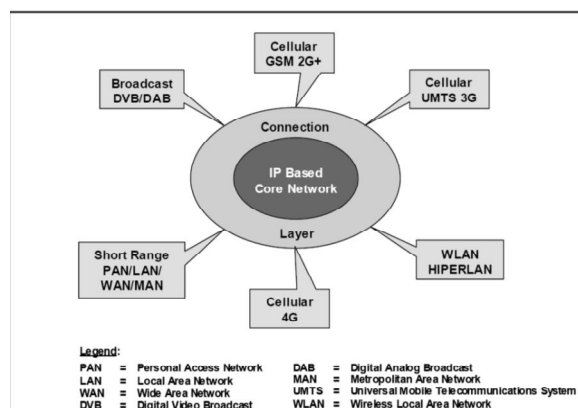 Cellular
GSM 2G+
Broadcast
DVB/DAB
Cellular
UMTS 3G
Connection
IP Based
Core Network
Layer
Short Range
PAN/LAN/
WAN/MAN
WLAN
HIPERLAN
Cellular
4G
Legend:
PAN = Personal Access Network
LAN = Local Area Network
WAN = Wide Area Network
DVB = Digital Video Broadcast
DAB = Digital Analog Broadcast
MAN = Metropolitan Area Network
UMTS = Universal Mobile Telecommunications System
WLAN = Wireless Local Area Network